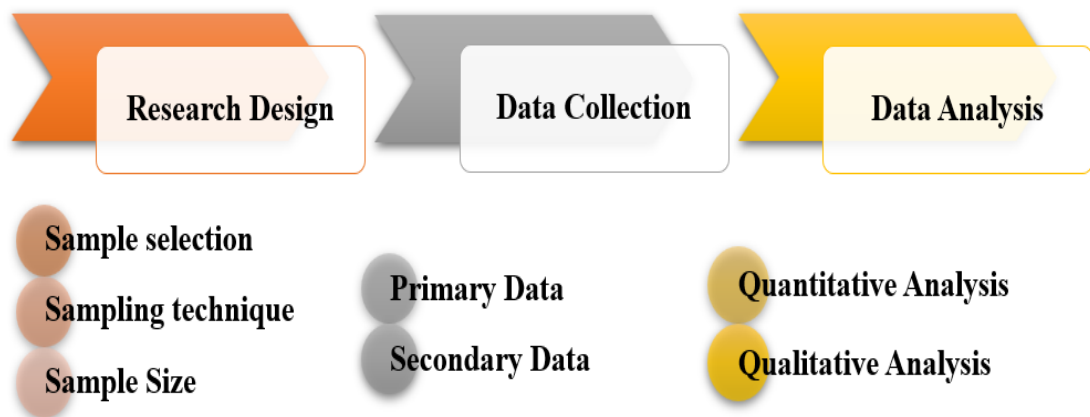 Research Design
Data Collection
Data Analysis
Sample selection
Sampling technique
Sample Size
Primary Data
Secondary Data
Quantitative Analysis
Qualitative Analysis